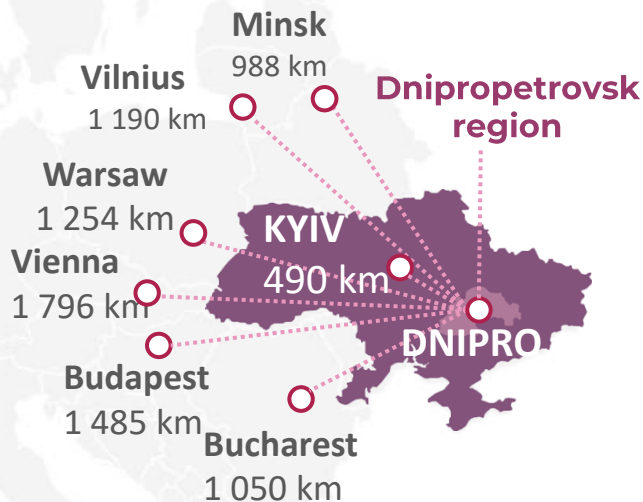 Minsk
988 km
Vilnius
1 190 km
Dnipropetrovsk
region
Warsaw
1 254 km
KYIV
490 km
Vienna
1 796 km
DNIPRO
Budapest
1 485 km
Bucharest
1 050 km